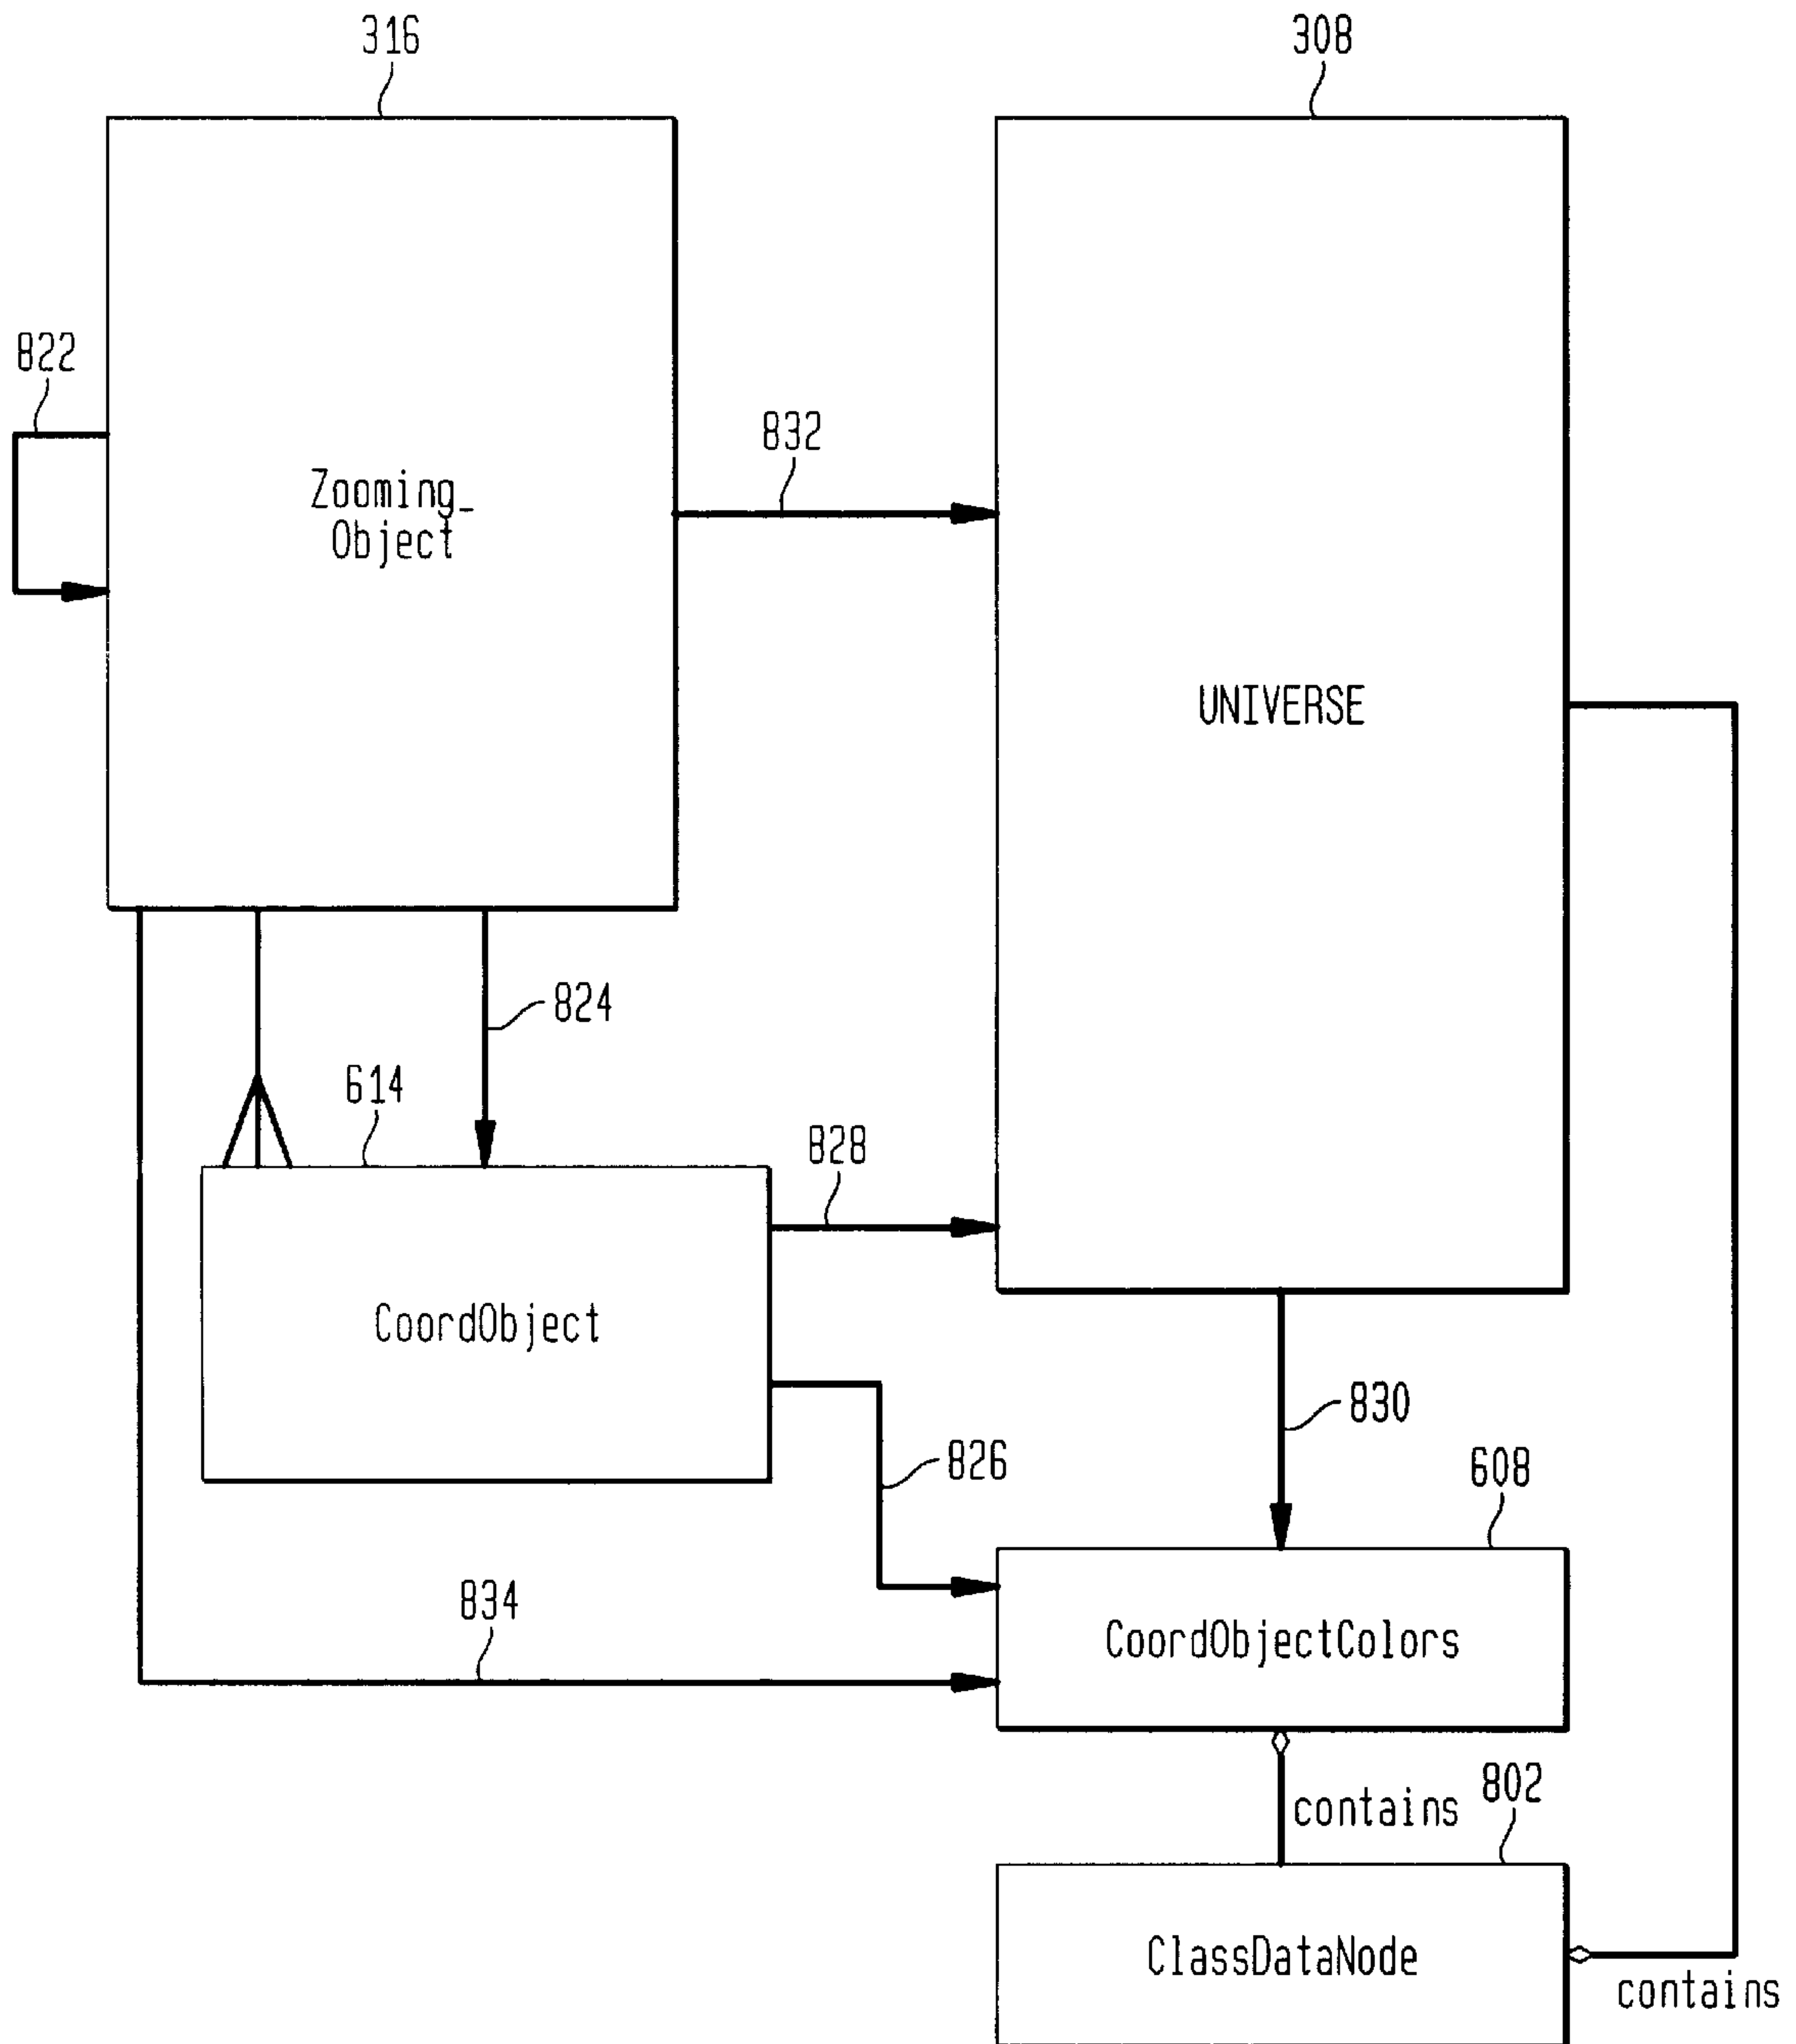 316
308
822
832
Zooming_
Object
UNIVERSE
824
614
828
CoordObject
830
826
608
834
CoordObjectColors
contains
802
ClassDataNode
contains